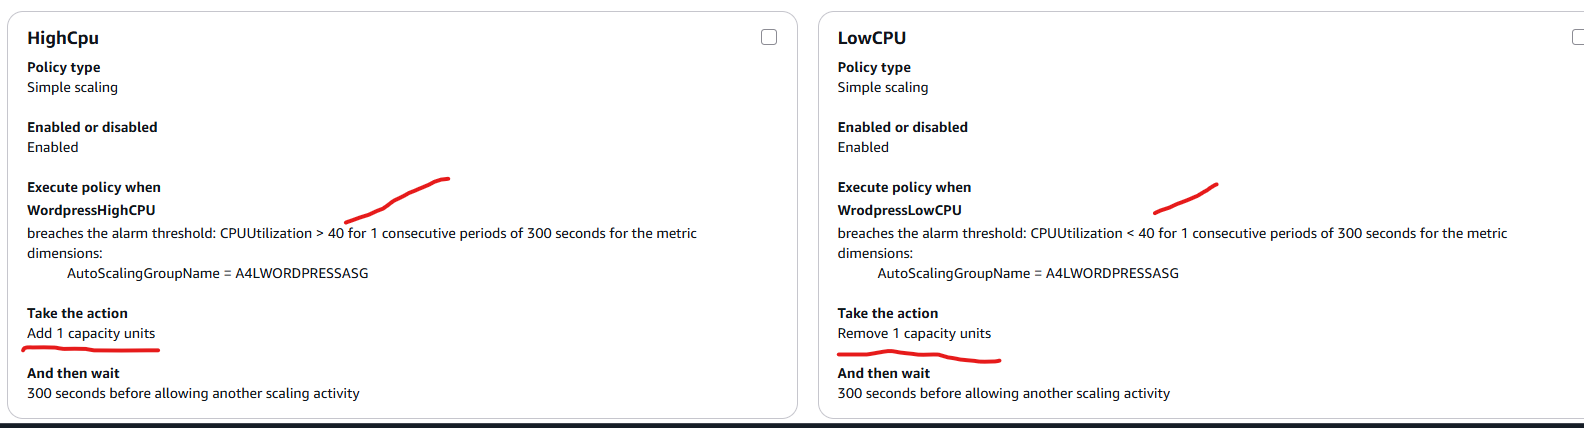 HighCpu
Policy type
Simple scaling
Enabled or disabled
Enabled
Execute policy when
WordpressHighCPU
breaches the alarm threshold: CPUUtilization > 40 for 1 consecutive periods of 300 seconds for the metric
dimensions:
AutoScalingGroupName = A4LWORDPRESSASG
Take the action
Add 1 capacity units
And then wait
300 seconds before allowing another scaling activity
LowCPU
Policy type
Simple scaling
Enabled or disabled
Enabled
Execute policy when
WrodpressLowCPU
breaches the alarm threshold: CPUUtilization < 40 for 1 consecutive periods of 300 seconds for the metric
dimensions:
AutoScalingGroupName = A4LWORDPRESSASG
Take the action
Remove 1 capacity units
And then wait
300 seconds before allowing another scaling activity